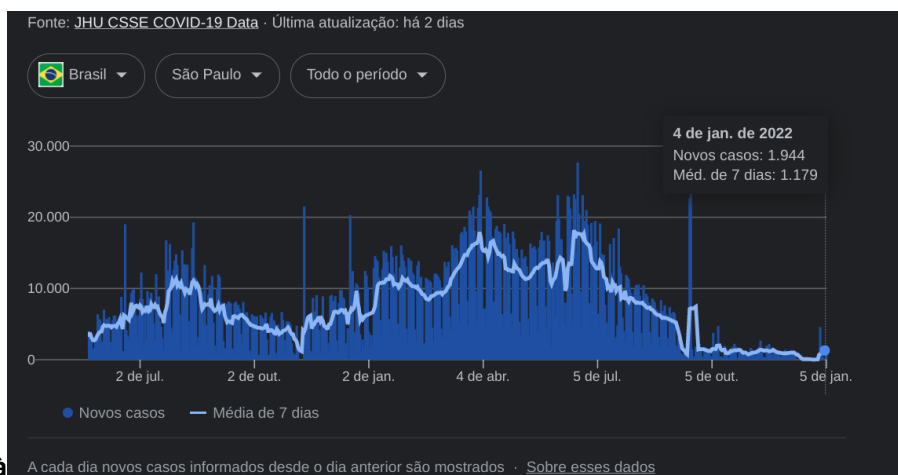 Fonte: JHU CSSE COVID-19 Data · Última atualização: há 2 dias
Brasil São Paulo Todo o período
4 de jan. de 2022
Novos casos: 1.944
Méd. de 7 dias: 1.179
30.000
20.000
10.000
0
2 de jul. 2 de out. 2 de jan. 4 de abr. 5 de jul. 5 de out. 5 de jan.
Novos casos Média de 7 dias
A cada dia novos casos informados desde o dia anterior são mostrados · Sobre esses dados